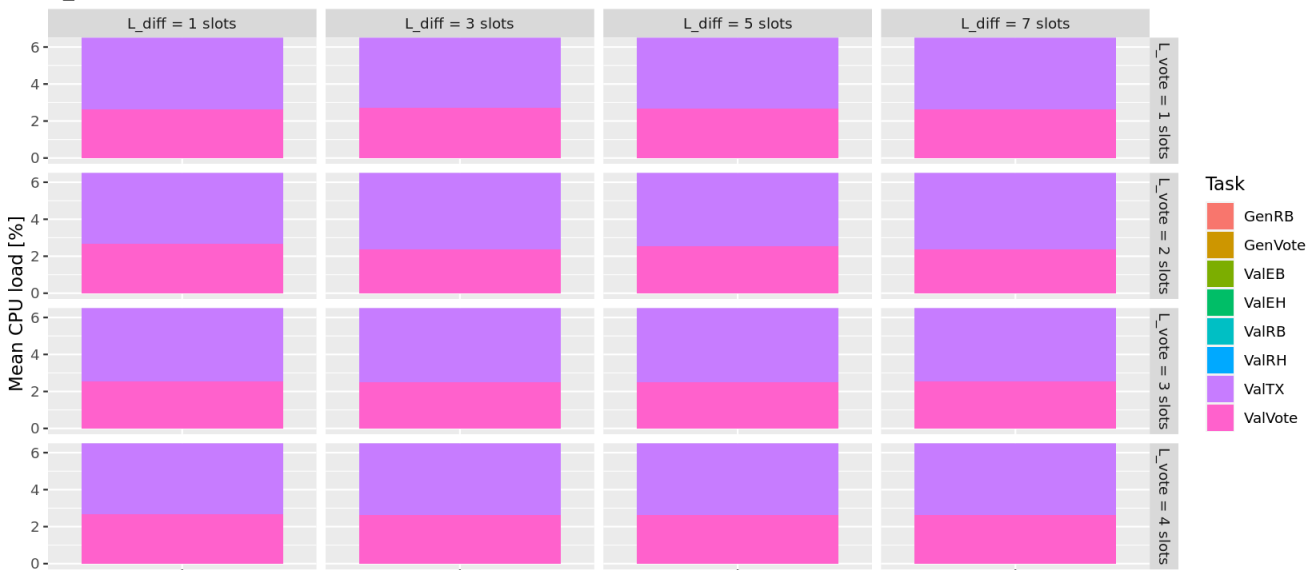 L_diff = 1 slots
L_diff = 3 slots
L_diff = 5 slots
L_diff = 7 slots
6
4
2
0
L_vote = 1 slots
6
4
2
0
L_vote = 2 slots
6
4
2
0
L_vote = 3 slots
6
4
2
0
L_vote = 4 slots
Mean CPU load [%]
Task
GenRB
GenVote
ValEB
ValEH
ValRB
ValRH
ValTX
ValVote